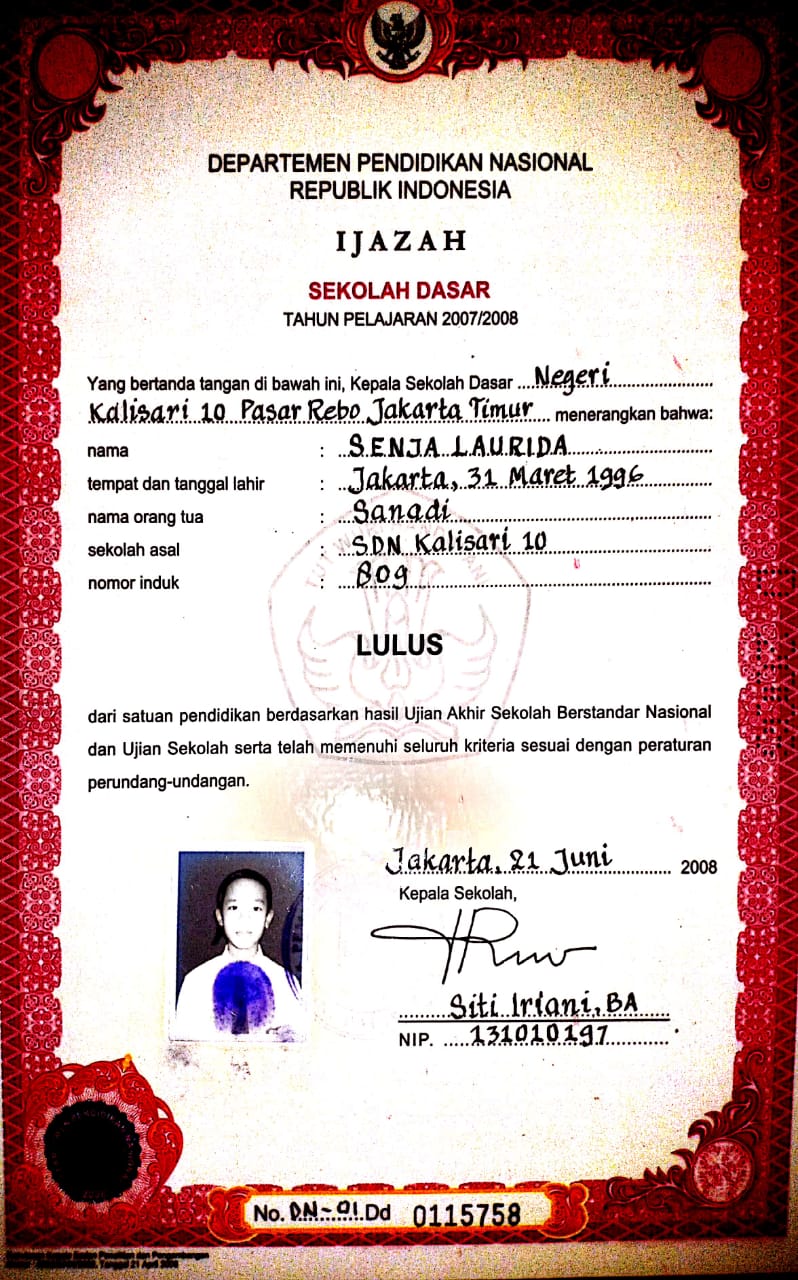 DEPARTEMEN PENDIDIKAN NASIONAL
REPUBLIK INDONESIA
IJAZAH
SEKOLAH DASAR
TAHUN PELAJARAN 2007/2008
Yang bertanda tangan di bawah ini, Kepala Sekolah Dasar ....Negeri
Kalisari 10 Pasar Rebo Jakarta Timur.... menerangkan bahwa:
nama : SENJA LAURIDA
tempat dan tanggal lahir : Jakarta, 31 Maret 1996
nama orang tua : Sanadi
sekolah asal : SDN Kalisari 10
nomor induk : 809
LULUS
dari satuan pendidikan berdasarkan hasil Ujian Akhir Sekolah Berstandar Nasional
dan Ujian Sekolah serta telah memenuhi seluruh kriteria sesuai dengan peraturan
perundang-undangan.
Jakarta, 21 Juni 2008
Kepala Sekolah,
Siti Iriani, BA
NIP. 131010197
No. DN-01 Dd 0115758